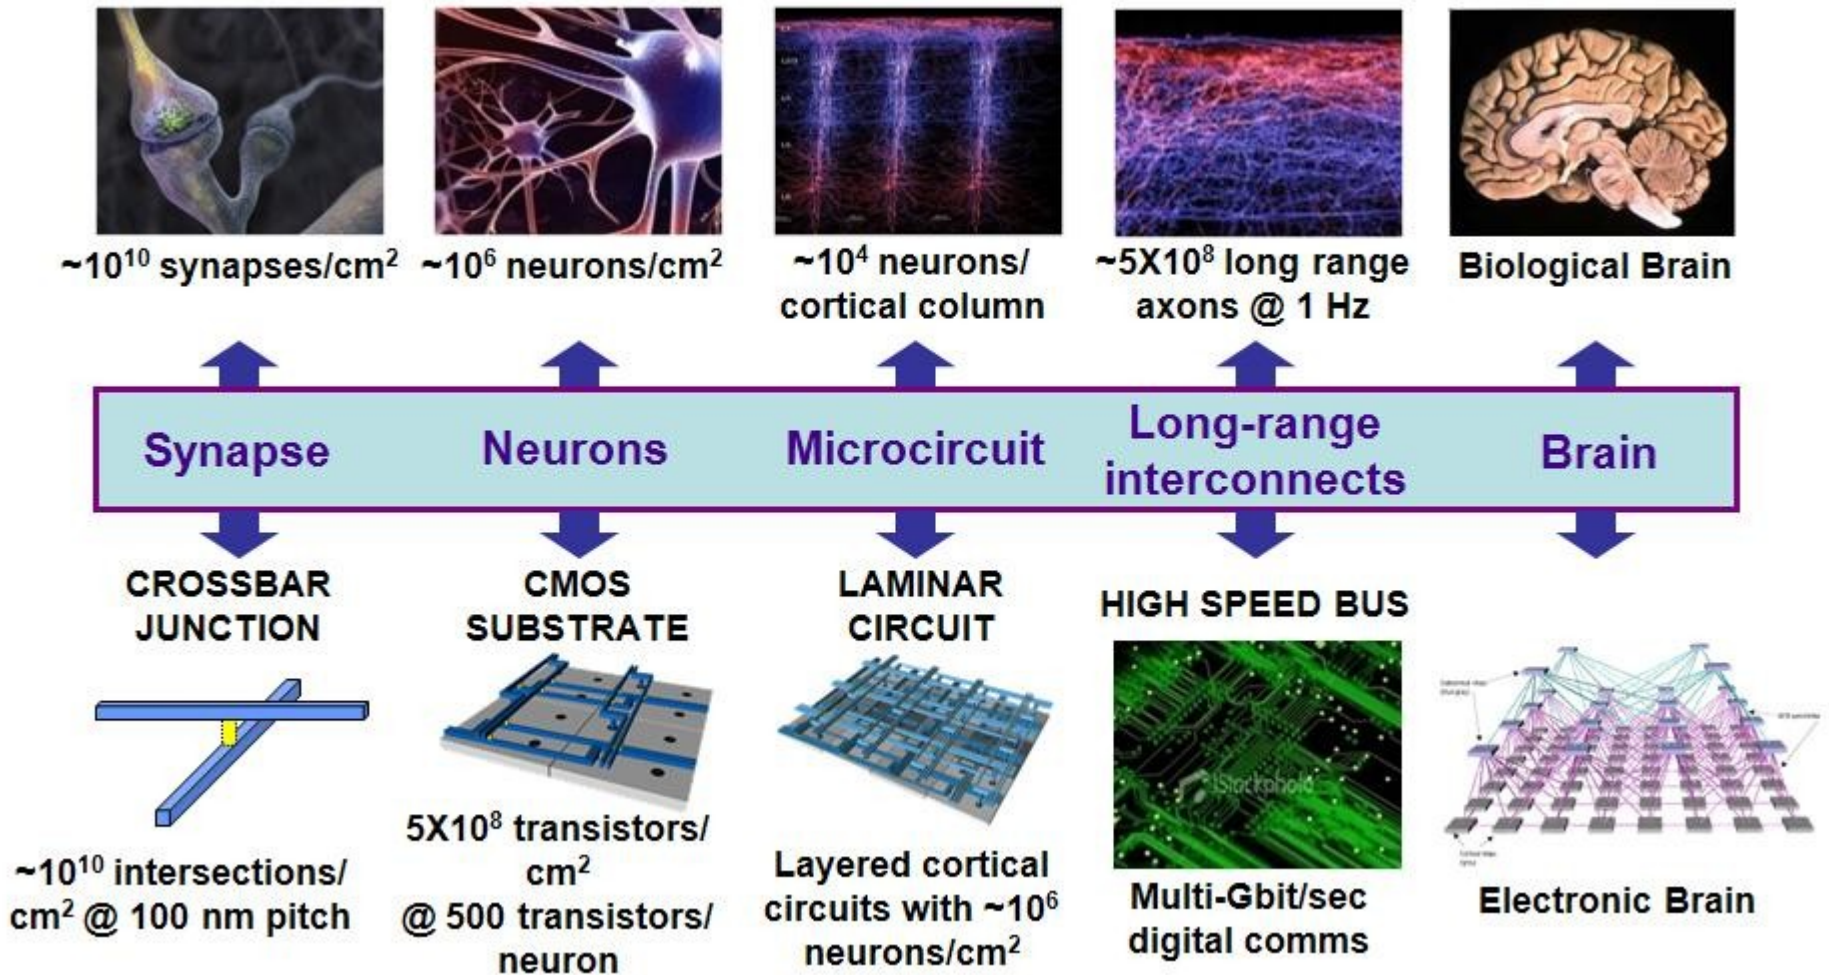 ~10¹⁰ synapses/cm²
~10⁶ neurons/cm²
~10⁴ neurons/
cortical column
~5X10⁸ long range
axons @ 1 Hz
Biological Brain
Synapse
Neurons
Microcircuit
Long-range
interconnects
Brain
CROSSBAR
JUNCTION
CMOS
SUBSTRATE
LAMINAR
CIRCUIT
HIGH SPEED BUS
iStockphoto
~10¹⁰ intersections/
cm² @ 100 nm pitch
5X10⁸ transistors/
cm²
@ 500 transistors/
neuron
Layered cortical
circuits with ~10⁶
neurons/cm²
Multi-Gbit/sec
digital comms
Electronic Brain